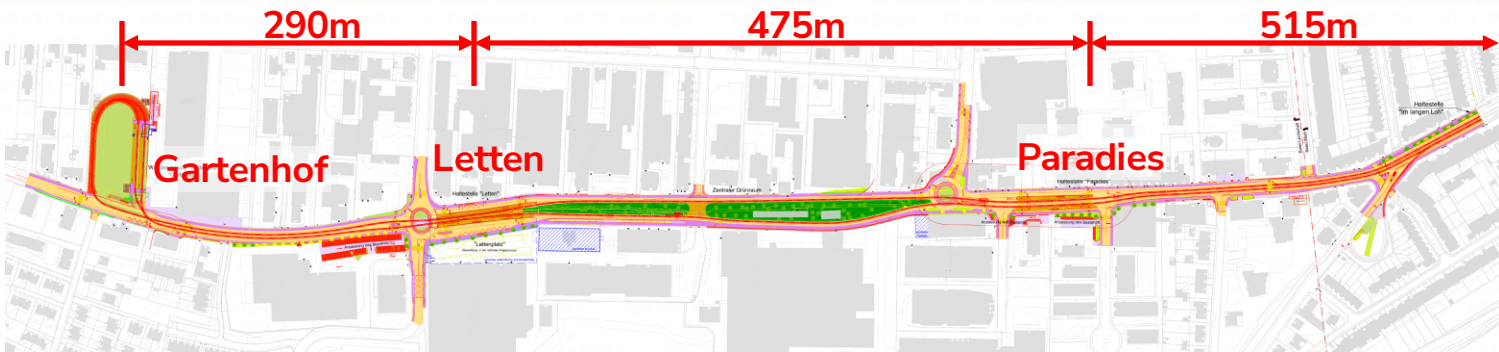 290m
475m
515m
Haltestelle
"Im langen Loh"
Gartenhof
Letten
Paradies
Haltestelle "Letten"
Zentraler Grünraum
Haltestelle "Paradies"
"Lettenplatz"